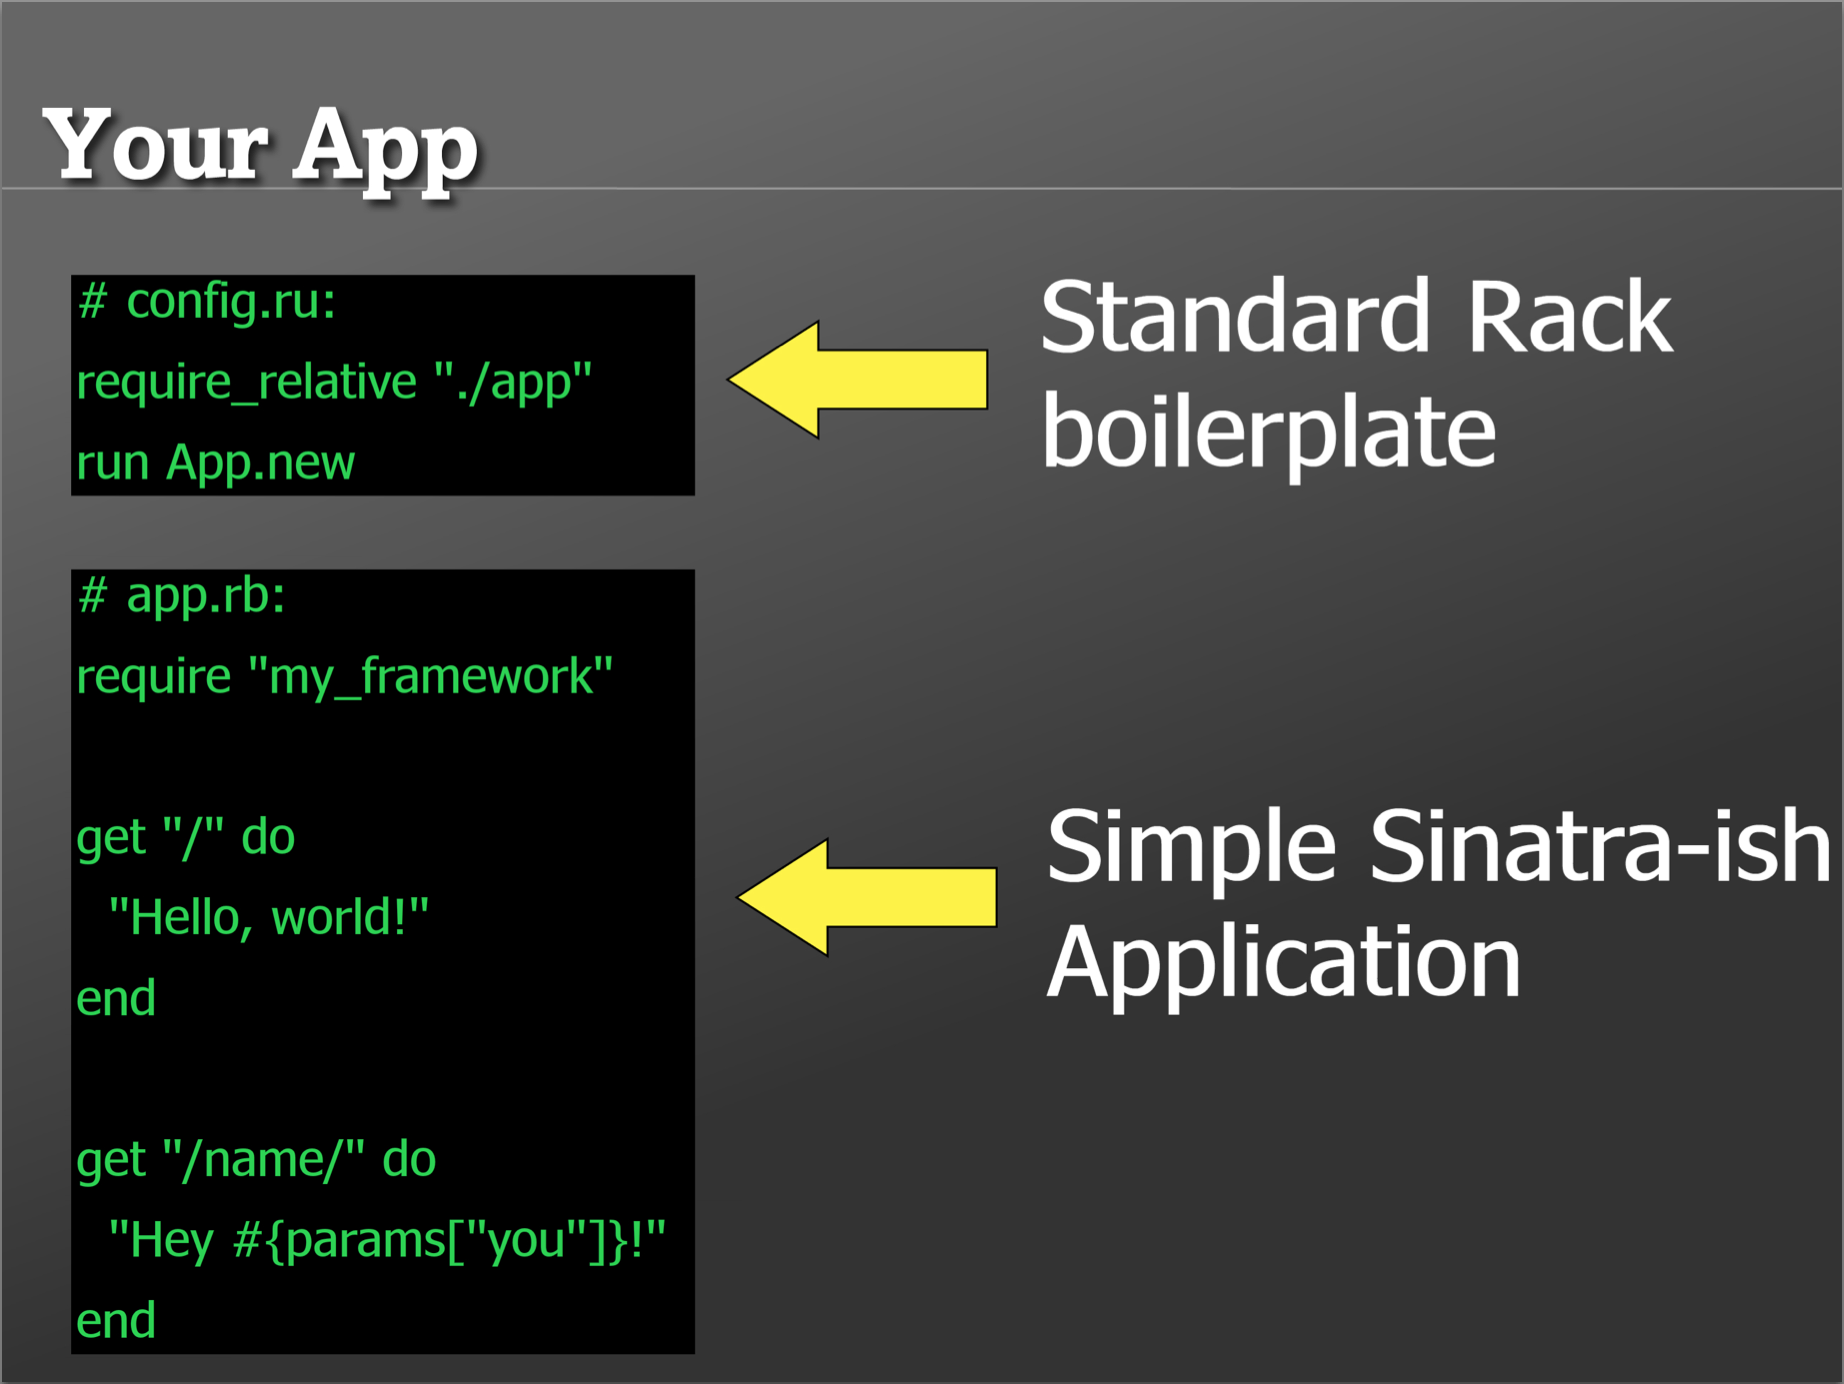 Your App
# config.ru:
require_relative "./app"
run App.new
Standard Rack
boilerplate
# app.rb:
require "my_framework"
get "/" do
"Hello, world!"
end
get "/name/" do
"Hey #{params["you"]}!"
end
Simple Sinatra-ish
Application